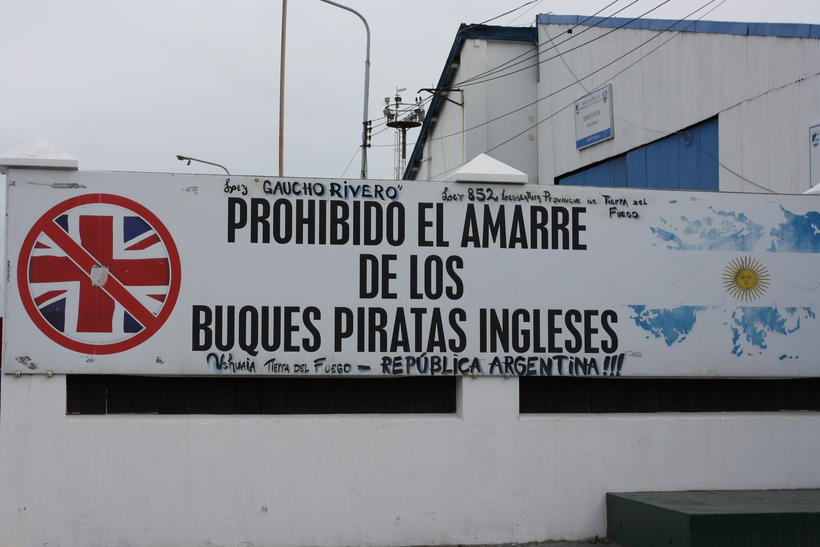 Ley "GAUCHO RIVERO" Ley 852 Legislatura Provincia de TIERRA DEL
FUEGO
PROHIBIDO EL AMARRE
DE LOS
BUQUES PIRATAS INGLESES
Ushuaia TIERRA DEL FUEGO – REPÚBLICA ARGENTINA!!!